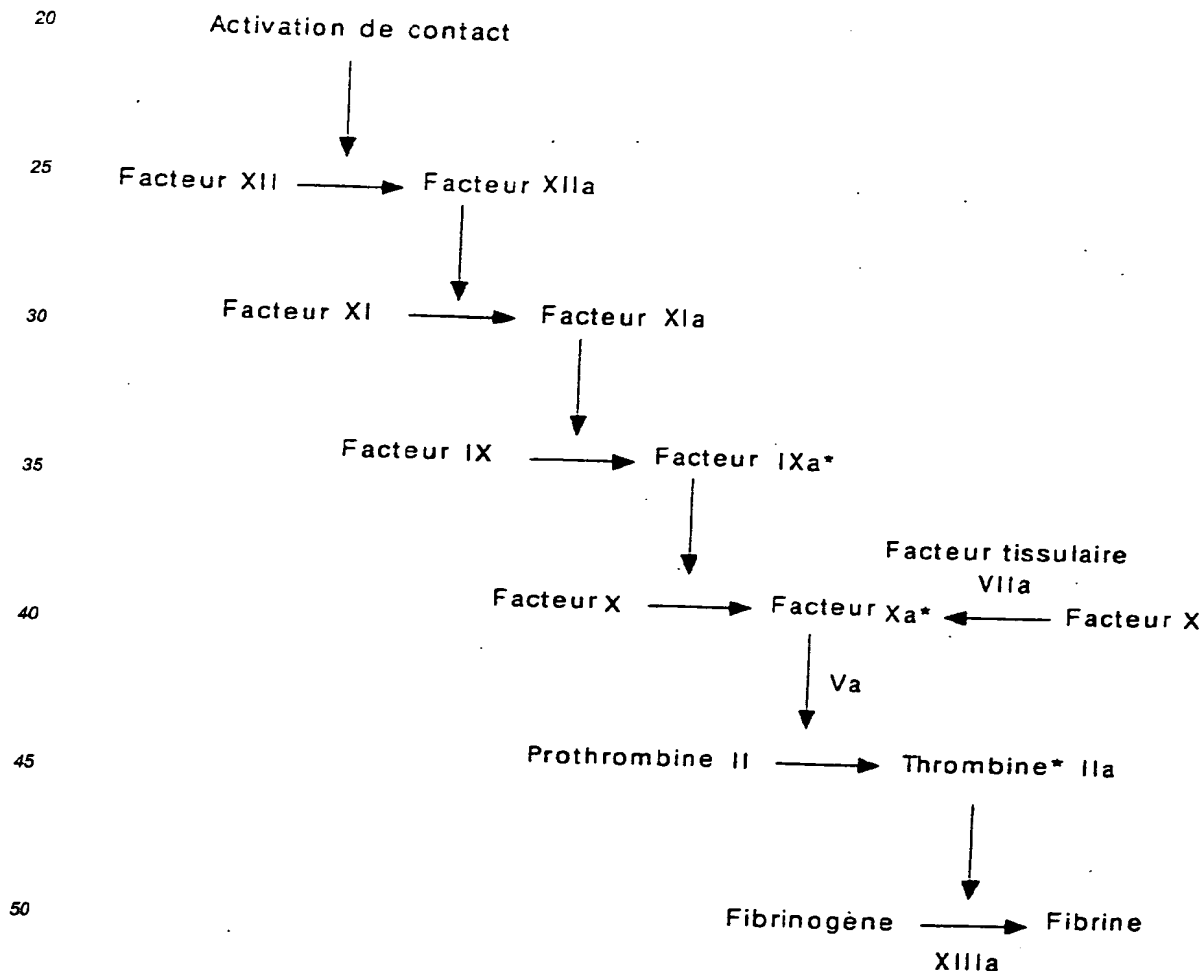 20
Activation de contact
25
Facteur XII Facteur XIIa
30
Facteur XI Facteur XIa
35
Facteur IX Facteur IXa*
Facteur tissulaire
VIIa
40
Facteur X Facteur Xa* Facteur X
Va
45
Prothrombine II Thrombine* IIa
50
Fibrinogène Fibrine
XIIIa